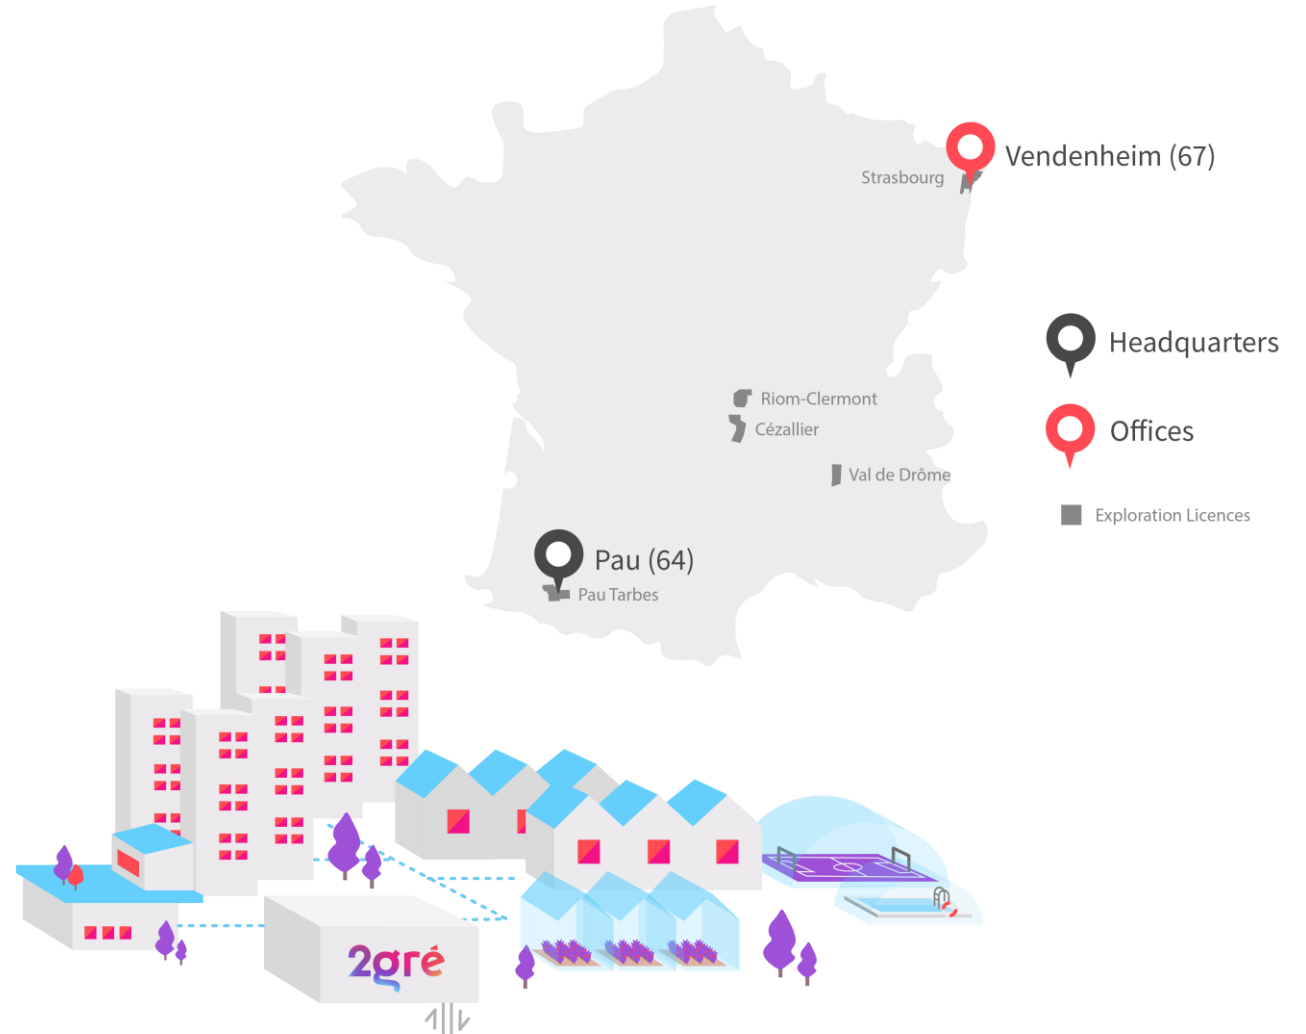 Vendenheim (67)
Strasbourg
Headquarters
Riom-Clermont
Cézallier
Offices
Val de Drôme
Exploration Licences
Pau (64)
Pau Tarbes
2gré